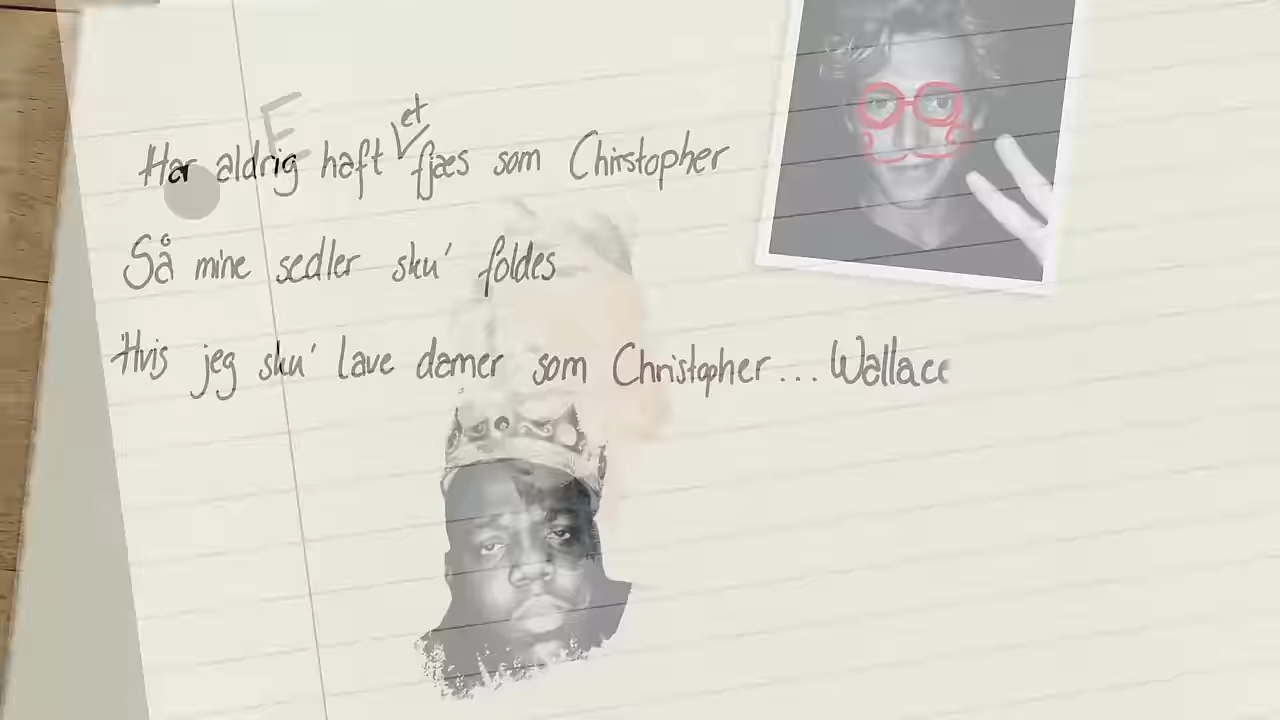 E
Har aldrig haft et fjæs som Chirstopher
Så mine sedler sku' foldes
Hvis jeg sku' lave damer som Christopher... Wallace